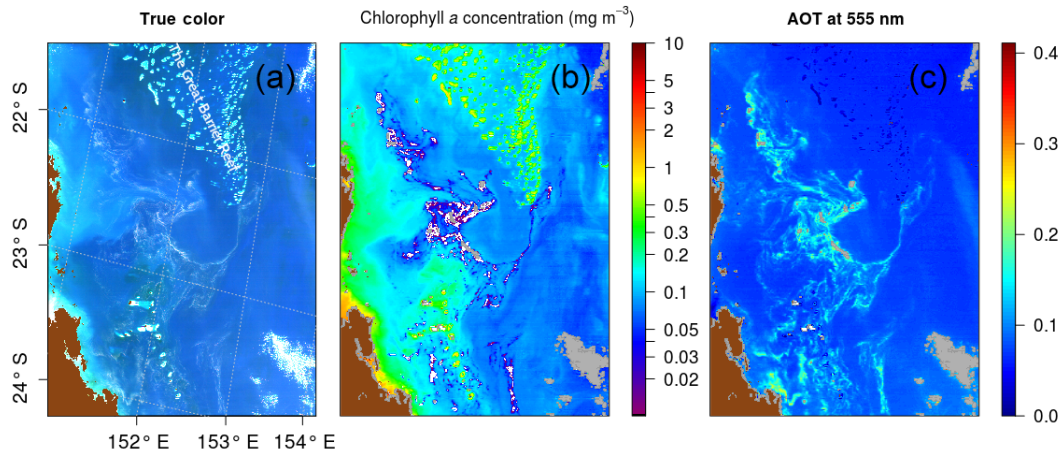 True color
Chlorophyll a concentration (mg m⁻³)
AOT at 555 nm
(a)
(b)
(c)
The Great Barrier Reef
22° S
23° S
24° S
152° E
153° E
154° E
10
5
3
2
1
0.5
0.3
0.2
0.1
0.05
0.03
0.02
0.4
0.3
0.2
0.1
0.0